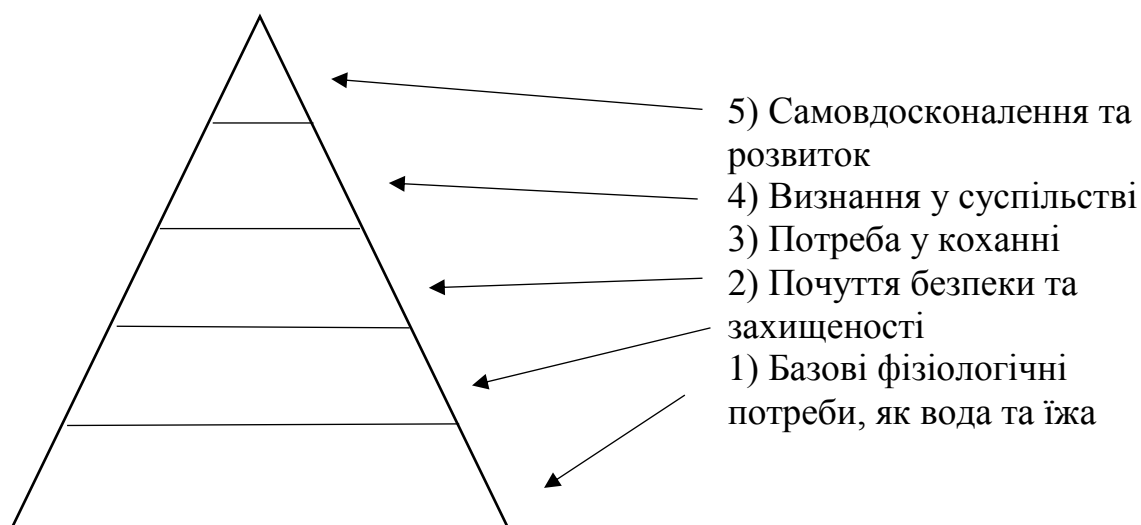 5) Самовдосконалення та
розвиток
4) Визнання у суспільстві
3) Потреба у коханні
2) Почуття безпеки та
захищеності
1) Базові фізіологічні
потреби, як вода та їжа